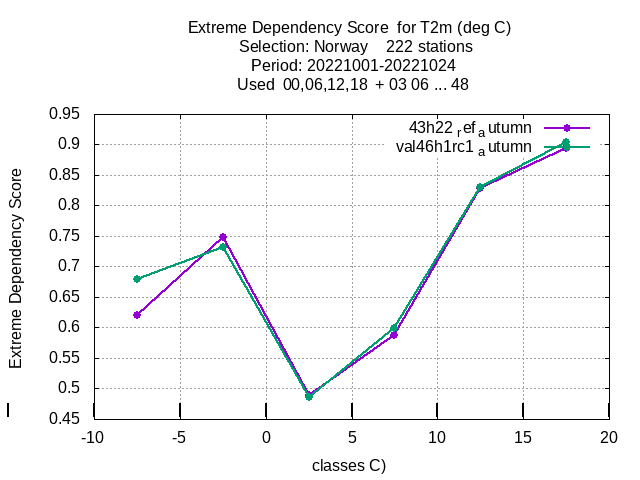 Extreme Dependency Score for T2m (deg C)
Selection: Norway 222 stations
Period: 20221001-20221024
Used 00,06,12,18 + 03 06 ... 48
0.95
0.9
0.85
0.8
0.75
0.7
0.65
0.6
0.55
0.5
0.45
Extreme Dependency Score
43h22 ref autumn
val46h1rc1 autumn
-10 -5 0 5 10 15 20
classes C)